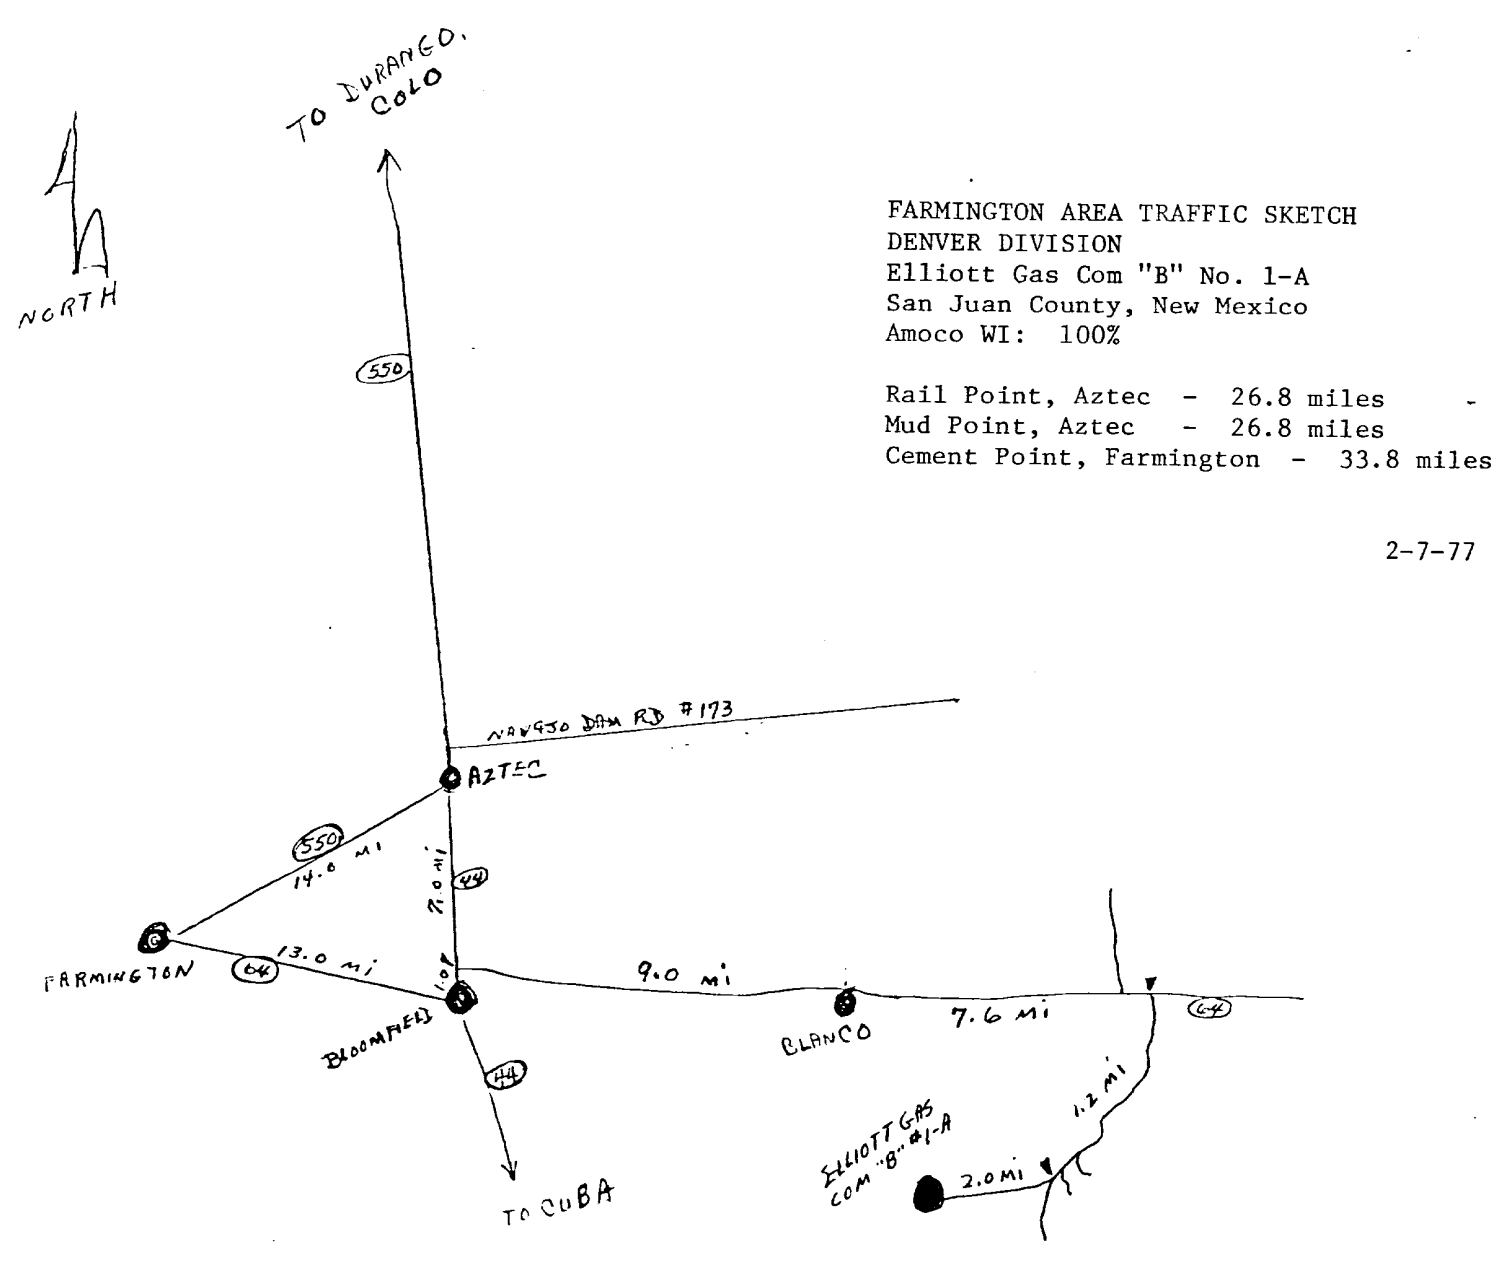 TO DURANGO,
COLO
NORTH
FARMINGTON AREA TRAFFIC SKETCH
DENVER DIVISION
Elliott Gas Com "B" No. 1-A
San Juan County, New Mexico
Amoco WI: 100%
Rail Point, Aztec - 26.8 miles
Mud Point, Aztec - 26.8 miles
Cement Point, Farmington - 33.8 miles
2-7-77
550
NAVAJO DAM RD #173
AZTEC
550
14.0 mi
7.0 mi
44
FARMINGTON
64
13.0 mi
BLOOMFIELD
9.0 mi
BLANCO
7.6 mi
64
44
TO CUBA
1.2 mi
ELLIOTT GAS
COM "B" #1-A
2.0 mi